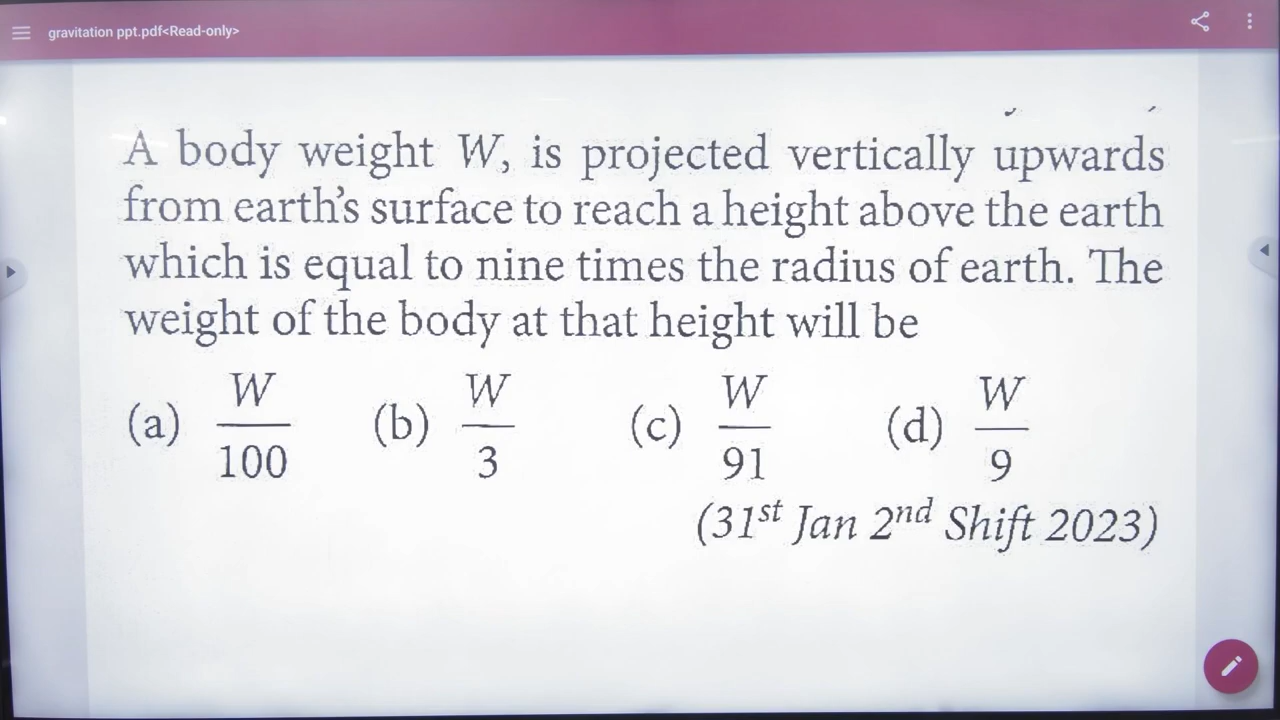 gravitation ppt.pdf<Read-only>
A body weight W, is projected vertically upwards
from earth's surface to reach a height above the earth
which is equal to nine times the radius of earth. The
weight of the body at that height will be
(a) W/100 (b) W/3 (c) W/91 (d) W/9
(31st Jan 2nd Shift 2023)